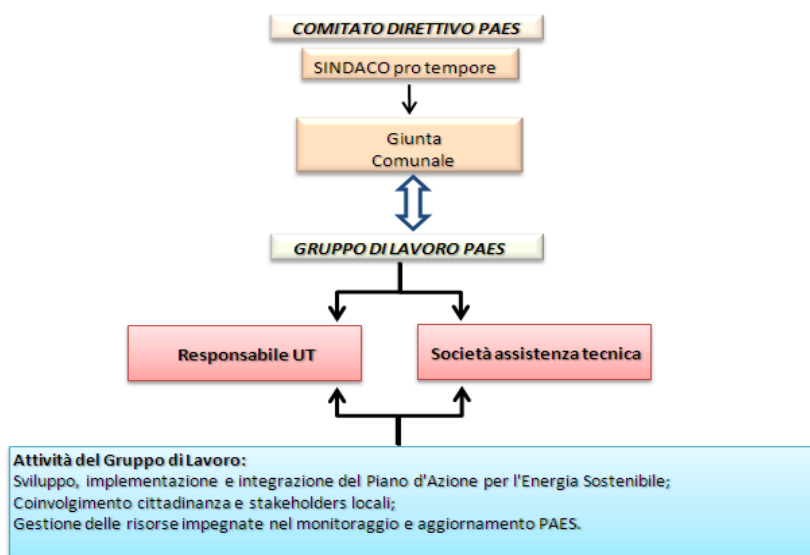 COMITATO DIRETTIVO PAES
SINDACO pro tempore
Giunta
Comunale
GRUPPO DI LAVORO PAES
Responsabile UT
Società assistenza tecnica
Attività del Gruppo di Lavoro:
Sviluppo, implementazione e integrazione del Piano d'Azione per l'Energia Sostenibile;
Coinvolgimento cittadinanza e stakeholders locali;
Gestione delle risorse impegnate nel monitoraggio e aggiornamento PAES.